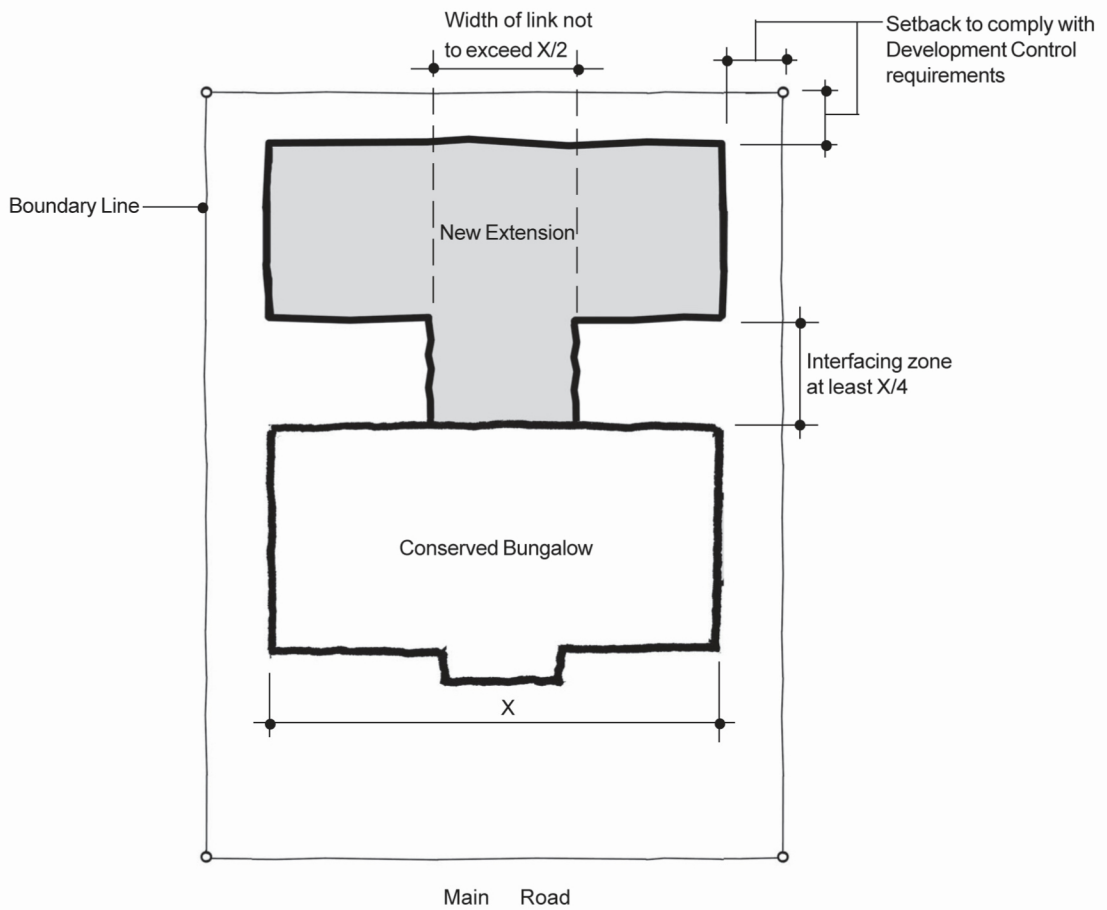 Width of link not
to exceed X/2
Setback to comply with
Development Control
requirements
Boundary Line
New Extension
Interfacing zone
at least X/4
Conserved Bungalow
X
Main Road